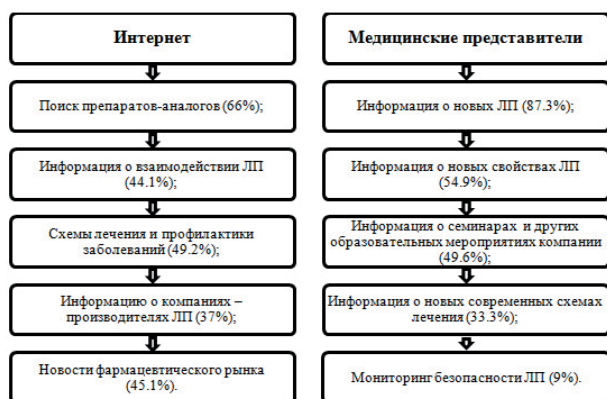 Интернет
Поиск препаратов-аналогов (66%);
Информация о взаимодействии ЛП
(44.1%);
Схемы лечения и профилактики
заболеваний (49.2%);
Информацию о компаниях –
производителях ЛП (37%);
Новости фармацевтического рынка
(45.1%).
Медицинские представители
Информация о новых ЛП (87.3%);
Информация о новых свойствах ЛП
(54.9%);
Информация о семинарах и других
образовательных мероприятиях компании
(49.6%);
Информация о новых современных схемах
лечения (33.3%);
Мониторинг безопасности ЛП (9%).